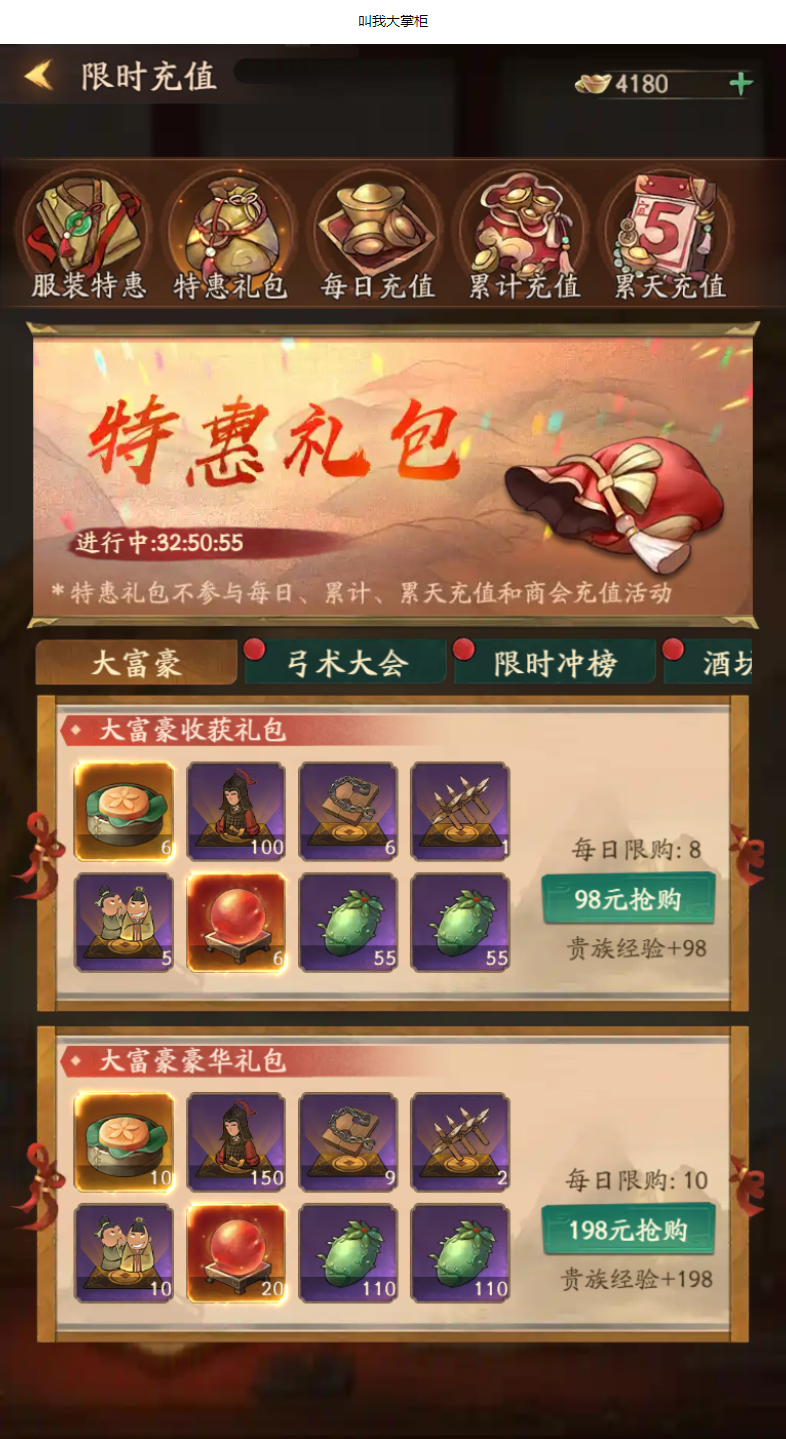 叫我大掌柜
限时充值
4180
服装特惠 特惠礼包 每日充值 累计充值 累天充值
特惠礼包
进行中:32:50:55
*特惠礼包不参与每日、累计、累天充值和商会充值活动
大富豪 弓术大会 限时冲榜 酒坊
大富豪收获礼包
6 100 6 1
每日限购: 8
98元抢购
5 6 55 55
贵族经验+98
大富豪豪华礼包
10 150 9 2
每日限购: 10
198元抢购
10 20 110 110
贵族经验+198